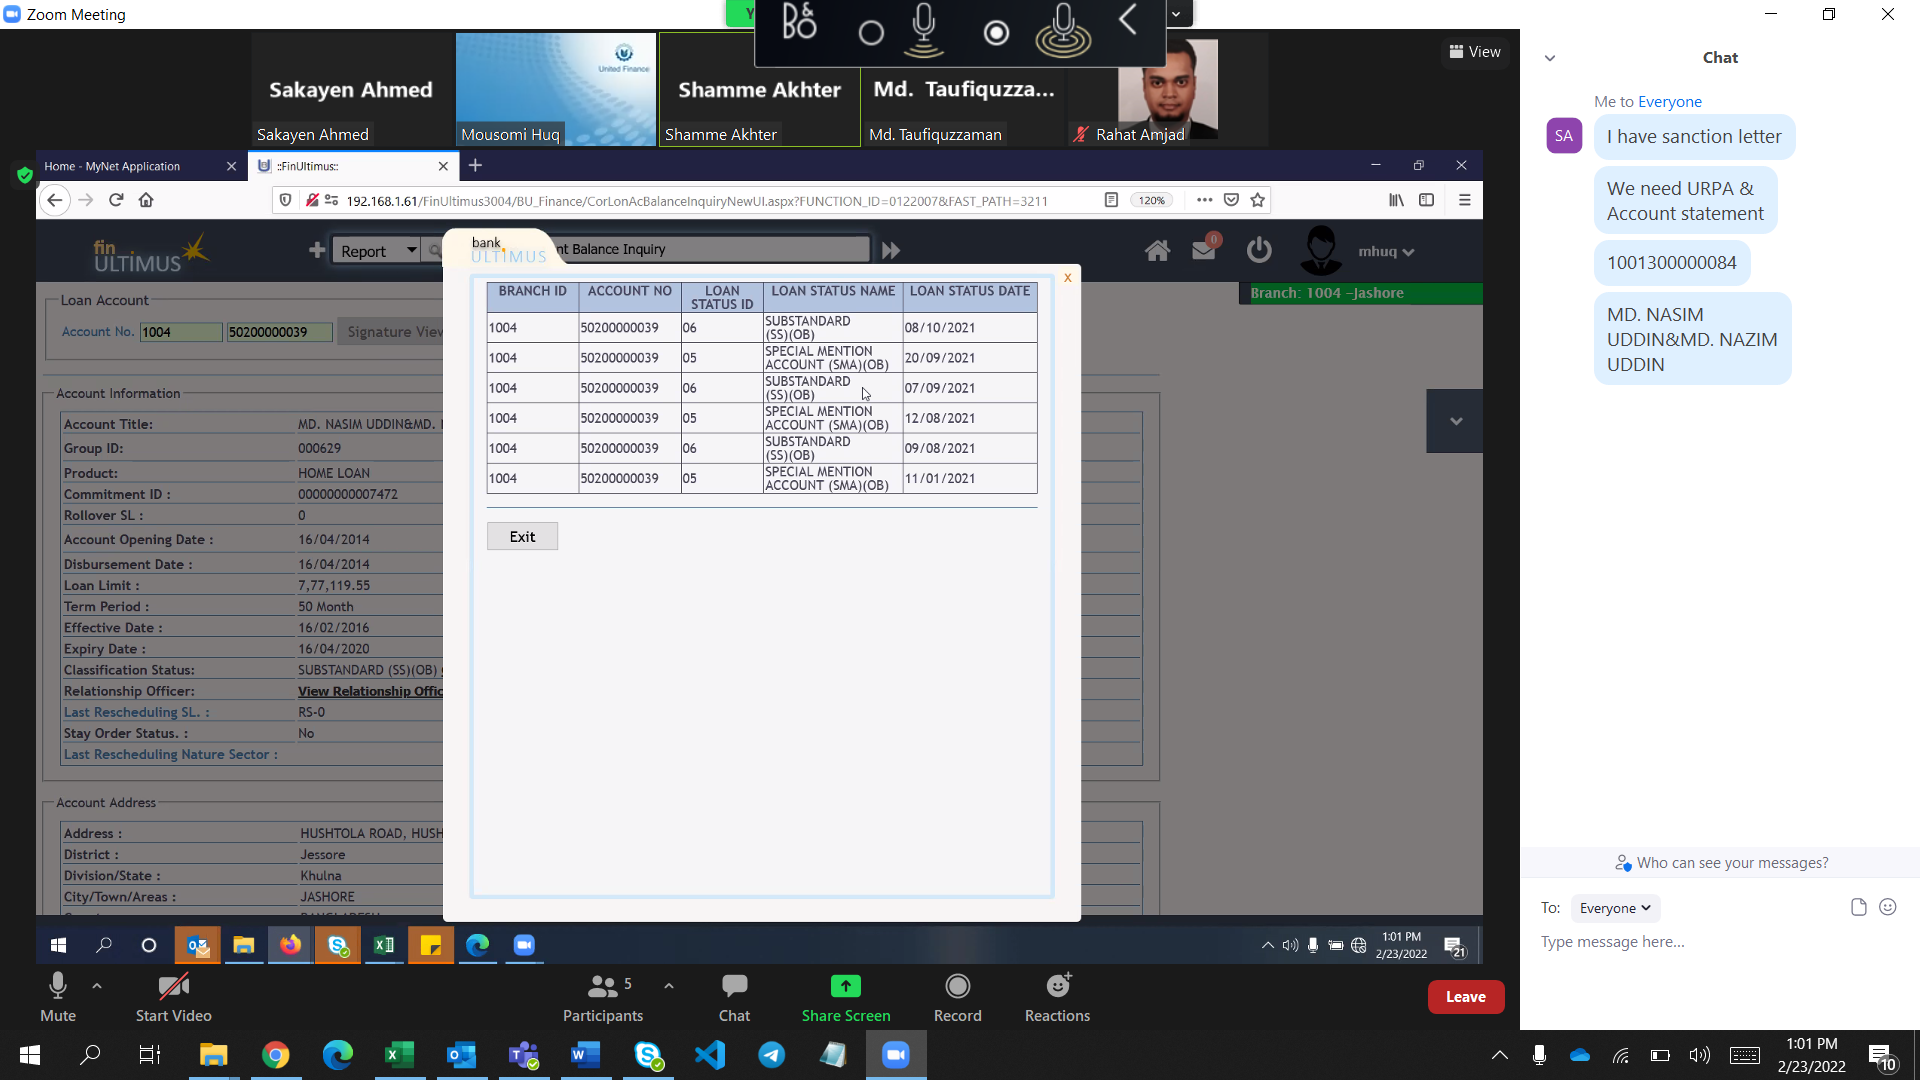 Zoom Meeting
B&O
View
Sakayen Ahmed
Sakayen Ahmed
United Finance
Mousomi Huq
Shamme Akhter
Shamme Akhter
Md. Taufiquzza...
Md. Taufiquzzaman
Rahat Amjad
Home - MyNet Application
::FinUltimus::
192.168.1.61/FinUltimus3004/BU_Finance/CorLonAcBalanceInquiryNewUI.aspx?FUNCTION_ID=0122007&FAST_PATH=3211
120%
fin ULTIMUS
Report
nt Balance Inquiry
0
mhuq
Branch: 1004 -Jashore
Loan Account
Account No. 1004 50200000039 Signature View
Account Information
Account Title: MD. NASIM UDDIN&MD.
Group ID: 000629
Product: HOME LOAN
Commitment ID : 00000000007472
Rollover SL : 0
Account Opening Date : 16/04/2014
Disbursement Date : 16/04/2014
Loan Limit : 7,77,119.55
Term Period : 50 Month
Effective Date : 16/02/2016
Expiry Date : 16/04/2020
Classification Status: SUBSTANDARD (SS)(OB)
Relationship Officer: View Relationship Offic
Last Rescheduling SL. : RS-0
Stay Order Status. : No
Last Rescheduling Nature Sector :
Account Address
Address : HUSHTOLA ROAD, HUSH
District : Jessore
Division/State : Khulna
City/Town/Areas : JASHORE
bank
ULTIMUS
x
BRANCH ID ACCOUNT NO LOAN STATUS ID LOAN STATUS NAME LOAN STATUS DATE
1004 50200000039 06 SUBSTANDARD (SS)(OB) 08/10/2021
1004 50200000039 05 SPECIAL MENTION ACCOUNT (SMA)(OB) 20/09/2021
1004 50200000039 06 SUBSTANDARD (SS)(OB) 07/09/2021
1004 50200000039 05 SPECIAL MENTION ACCOUNT (SMA)(OB) 12/08/2021
1004 50200000039 06 SUBSTANDARD (SS)(OB) 09/08/2021
1004 50200000039 05 SPECIAL MENTION ACCOUNT (SMA)(OB) 11/01/2021
Exit
1:01 PM
2/23/2022
21
Mute
Start Video
5
Participants
Chat
Share Screen
Record
Reactions
Leave
Chat
Me to Everyone
SA
I have sanction letter
We need URPA &
Account statement
1001300000084
MD. NASIM
UDDIN&MD. NAZIM
UDDIN
Who can see your messages?
To: Everyone
Type message here...
1:01 PM
2/23/2022
10